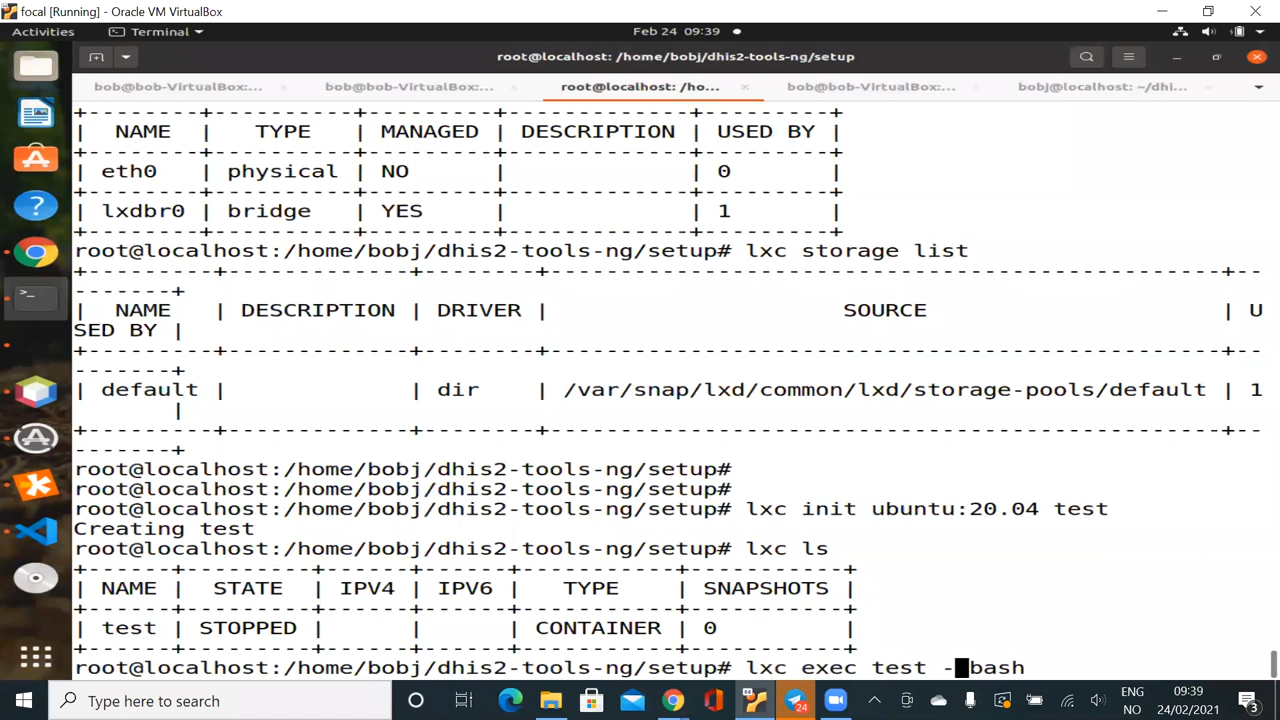 focal [Running] - Oracle VM VirtualBox
Activities Terminal Feb 24 09:39
root@localhost: /home/bobj/dhis2-tools-ng/setup
bob@bob-VirtualBox:... bob@bob-VirtualBox:... root@localhost: /ho... bob@bob-VirtualBox:... bobj@localhost: ~/dhi...
+--------+----------+---------+-------------+---------+
|  NAME  |   TYPE   | MANAGED | DESCRIPTION | USED BY |
+--------+----------+---------+-------------+---------+
| eth0   | physical | NO      |             | 0       |
+--------+----------+---------+-------------+---------+
| lxdbr0 | bridge   | YES     |             | 1       |
+--------+----------+---------+-------------+---------+
root@localhost:/home/bobj/dhis2-tools-ng/setup# lxc storage list
+---------+-------------+--------+------------------------------------------------+--
-------+
|  NAME   | DESCRIPTION | DRIVER |                     SOURCE                     | U
SED BY |
+---------+-------------+--------+------------------------------------------------+--
-------+
| default |             | dir    | /var/snap/lxd/common/lxd/storage-pools/default | 1
       |
+---------+-------------+--------+------------------------------------------------+--
-------+
root@localhost:/home/bobj/dhis2-tools-ng/setup#
root@localhost:/home/bobj/dhis2-tools-ng/setup#
root@localhost:/home/bobj/dhis2-tools-ng/setup# lxc init ubuntu:20.04 test
Creating test
root@localhost:/home/bobj/dhis2-tools-ng/setup# lxc ls
+------+---------+------+------+-----------+-----------+
| NAME |  STATE  | IPV4 | IPV6 |   TYPE    | SNAPSHOTS |
+------+---------+------+------+-----------+-----------+
| test | STOPPED |      |      | CONTAINER | 0         |
+------+---------+------+------+-----------+-----------+
root@localhost:/home/bobj/dhis2-tools-ng/setup# lxc exec test - bash
Type here to search
24
ENG
NO
09:39
24/02/2021
3